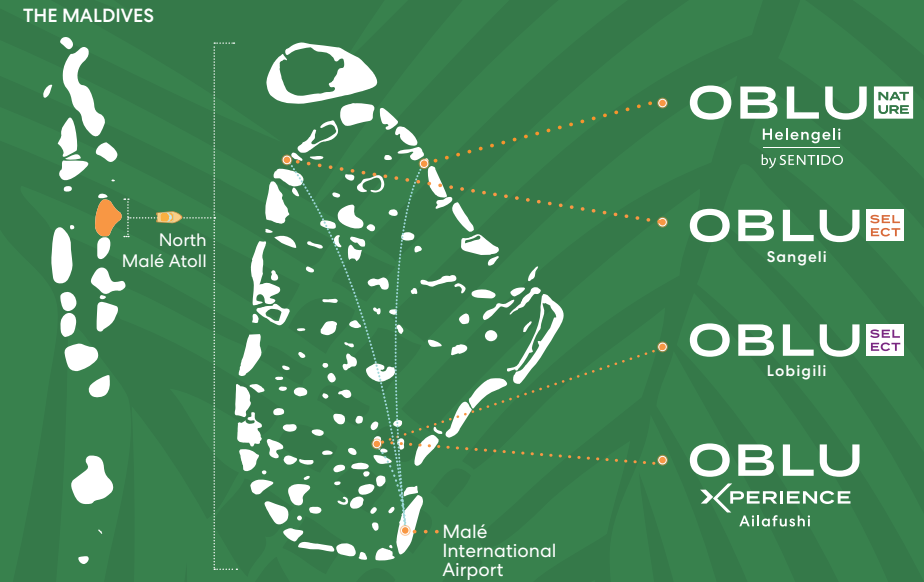 THE MALDIVES
North
Malé Atoll
OBLU NAT
URE
Helengeli
by SENTIDO
OBLU SEL
ECT
Sangeli
OBLU SEL
ECT
Lobigili
OBLU
XPERIENCE
Ailafushi
Malé
International
Airport